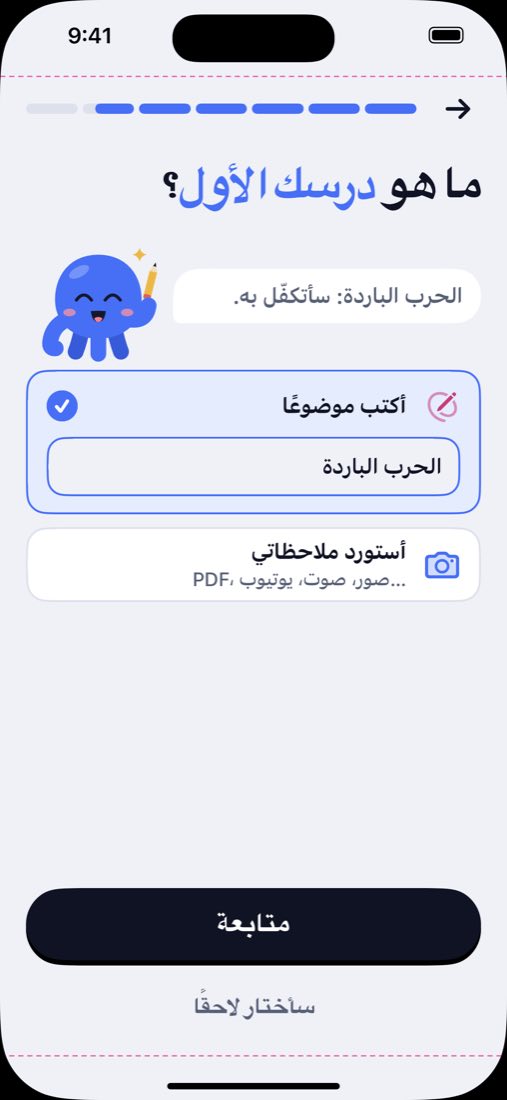 9:41
ما هو درسك الأول؟
الحرب الباردة: سأتكفّل به.
أكتب موضوعًا
الحرب الباردة
أستورد ملاحظاتي
صور، صوت، يوتيوب، PDF...
متابعة
سأختار لاحقًا